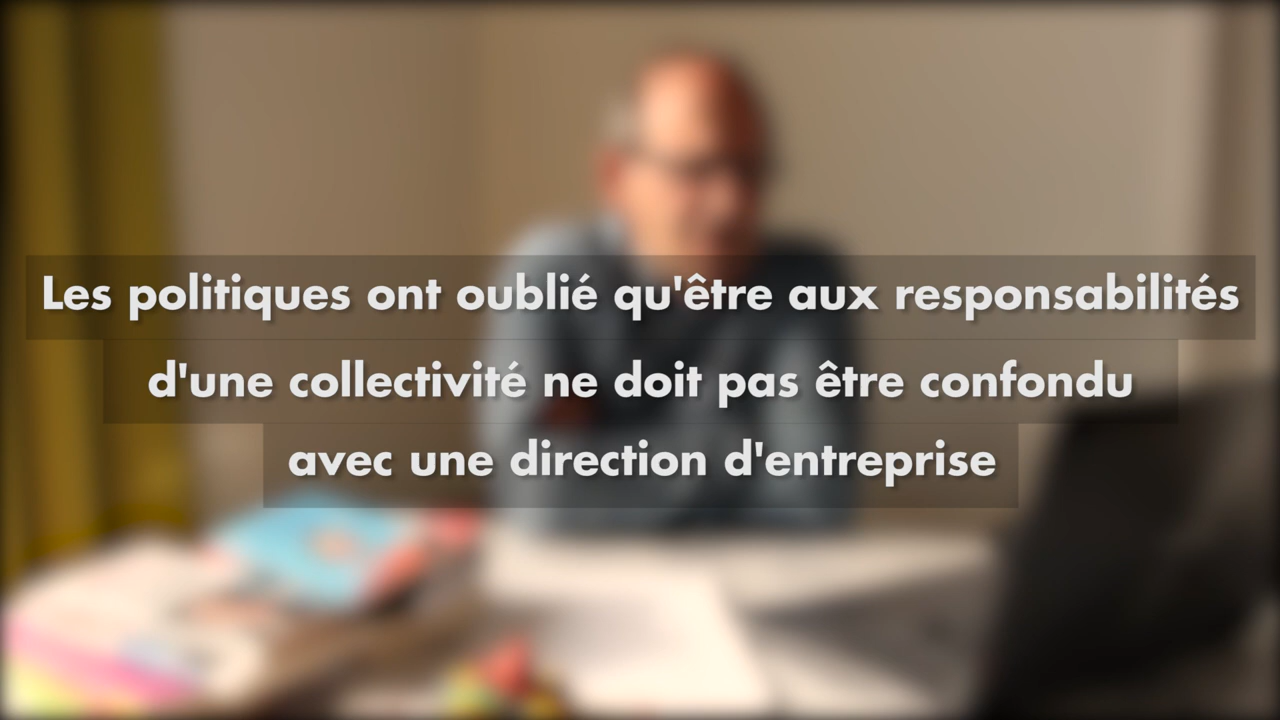 Les politiques ont oublié qu'être aux responsabilités
d'une collectivité ne doit pas être confondu
avec une direction d'entreprise